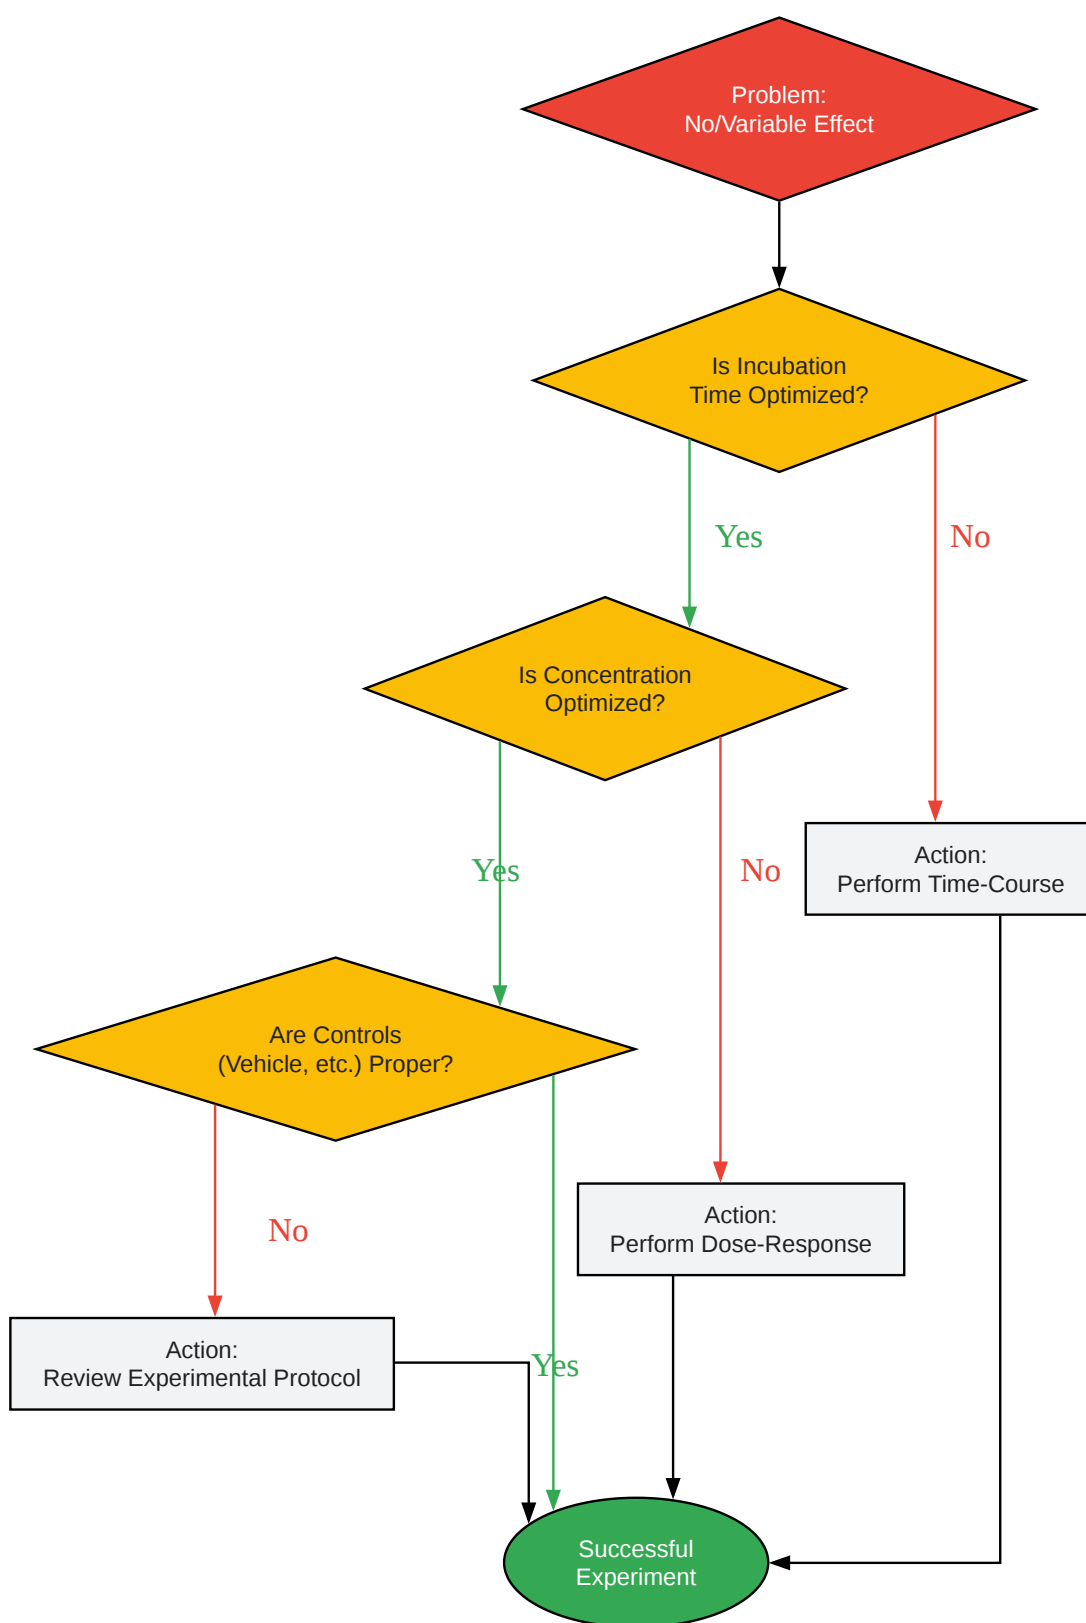 Problem:
No/Variable Effect
Is Incubation
Time Optimized?
Yes
No
Is Concentration
Optimized?
Yes
No
Action:
Perform Time-Course
Are Controls
(Vehicle, etc.) Proper?
No
Action:
Perform Dose-Response
Action:
Review Experimental Protocol
Yes
Successful
Experiment